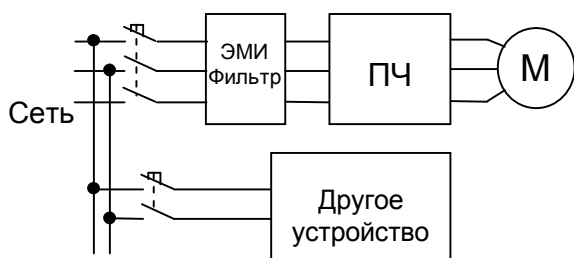 ЭМИ
Фильтр
ПЧ
М
Сеть
Другое
устройство